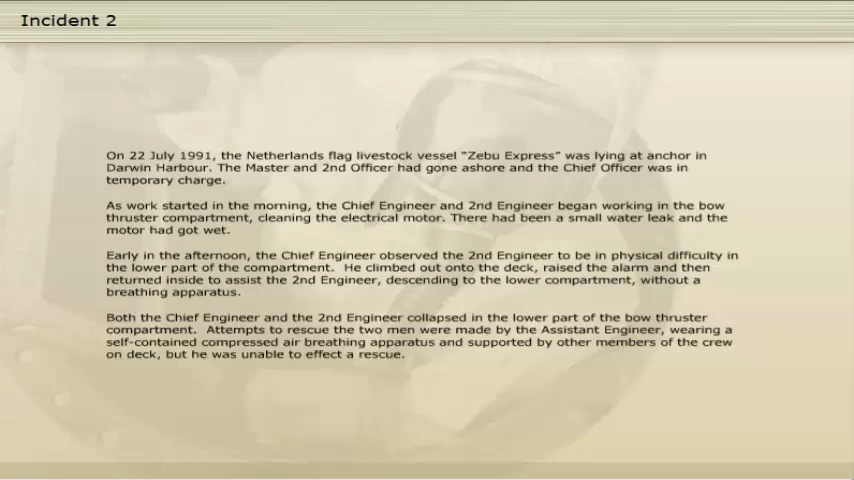 Incident 2
On 22 July 1991, the Netherlands flag livestock vessel "Zebu Express" was lying at anchor in
Darwin Harbour. The Master and 2nd Officer had gone ashore and the Chief Officer was in
temporary charge.
As work started in the morning, the Chief Engineer and 2nd Engineer began working in the bow
thruster compartment, cleaning the electrical motor. There had been a small water leak and the
motor had got wet.
Early in the afternoon, the Chief Engineer observed the 2nd Engineer to be in physical difficulty in
the lower part of the compartment.  He climbed out onto the deck, raised the alarm and then
returned inside to assist the 2nd Engineer, descending to the lower compartment, without a
breathing apparatus.
Both the Chief Engineer and the 2nd Engineer collapsed in the lower part of the bow thruster
compartment.  Attempts to rescue the two men were made by the Assistant Engineer, wearing a
self-contained compressed air breathing apparatus and supported by other members of the crew
on deck, but he was unable to effect a rescue.